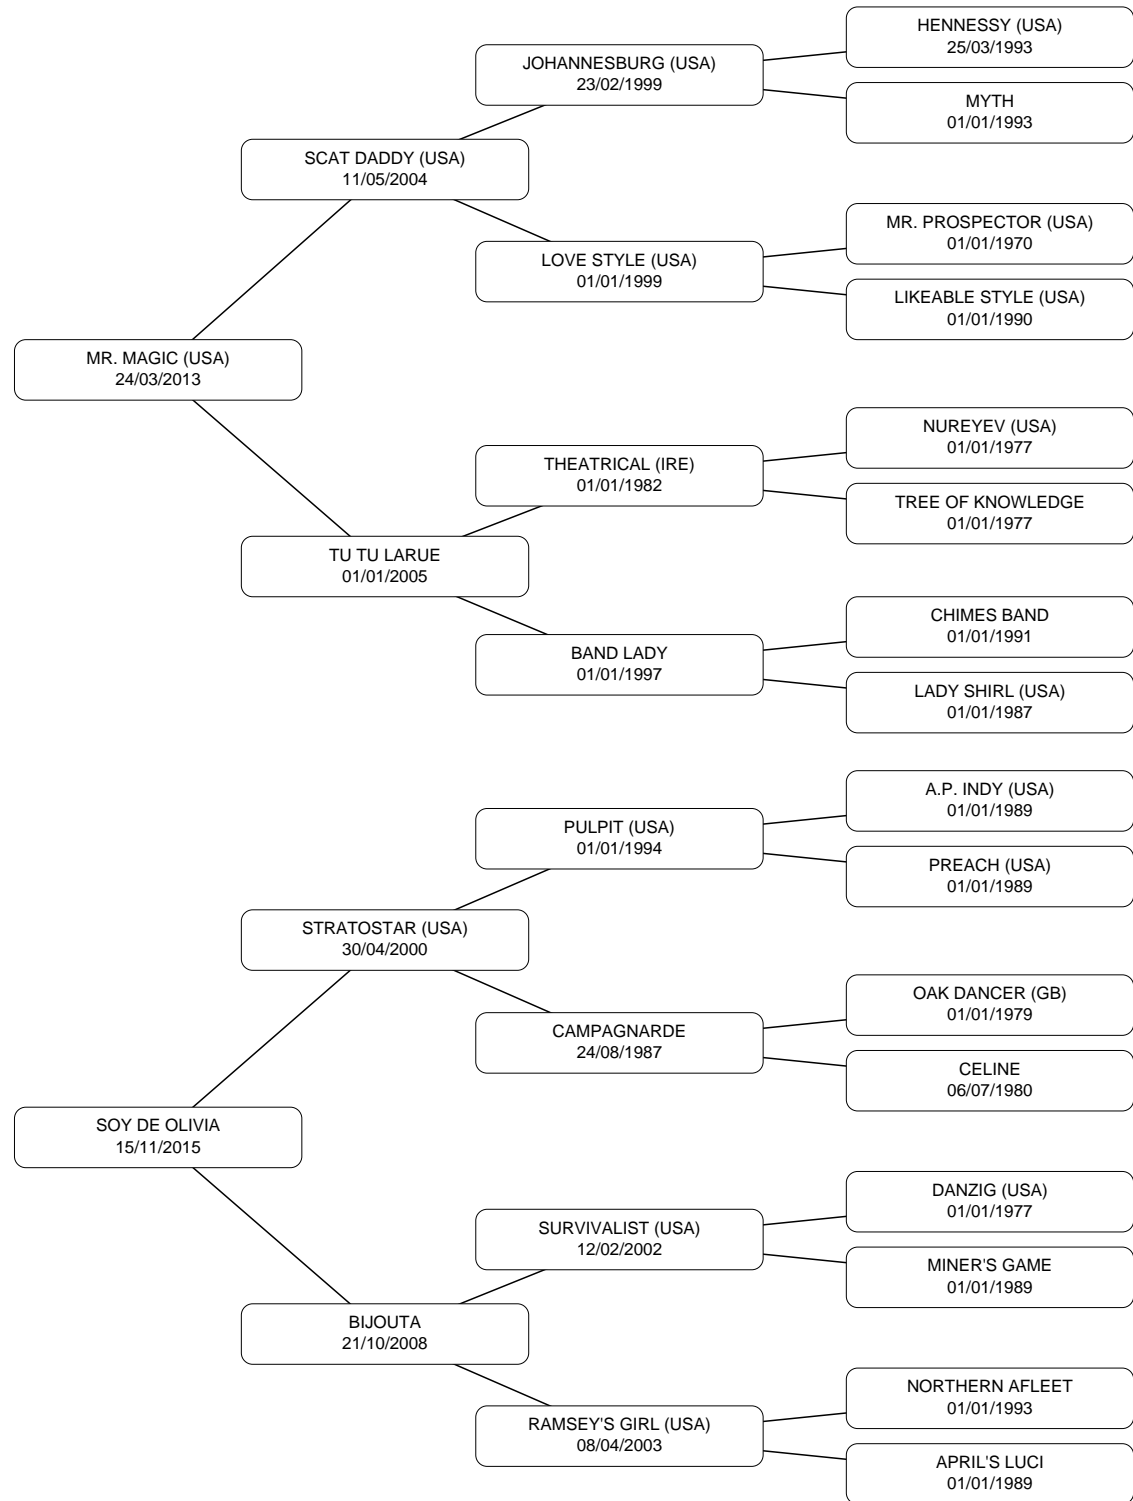 HENNESSY (USA)
25/03/1993
JOHANNESBURG (USA)
23/02/1999
MYTH
01/01/1993
SCAT DADDY (USA)
11/05/2004
MR. PROSPECTOR (USA)
01/01/1970
LOVE STYLE (USA)
01/01/1999
LIKEABLE STYLE (USA)
01/01/1990
MR. MAGIC (USA)
24/03/2013
NUREYEV (USA)
01/01/1977
THEATRICAL (IRE)
01/01/1982
TREE OF KNOWLEDGE
01/01/1977
TU TU LARUE
01/01/2005
CHIMES BAND
01/01/1991
BAND LADY
01/01/1997
LADY SHIRL (USA)
01/01/1987
A.P. INDY (USA)
01/01/1989
PULPIT (USA)
01/01/1994
PREACH (USA)
01/01/1989
STRATOSTAR (USA)
30/04/2000
OAK DANCER (GB)
01/01/1979
CAMPAGNARDE
24/08/1987
CELINE
06/07/1980
SOY DE OLIVIA
15/11/2015
DANZIG (USA)
01/01/1977
SURVIVALIST (USA)
12/02/2002
MINER'S GAME
01/01/1989
BIJOUTA
21/10/2008
NORTHERN AFLEET
01/01/1993
RAMSEY'S GIRL (USA)
08/04/2003
APRIL'S LUCI
01/01/1989